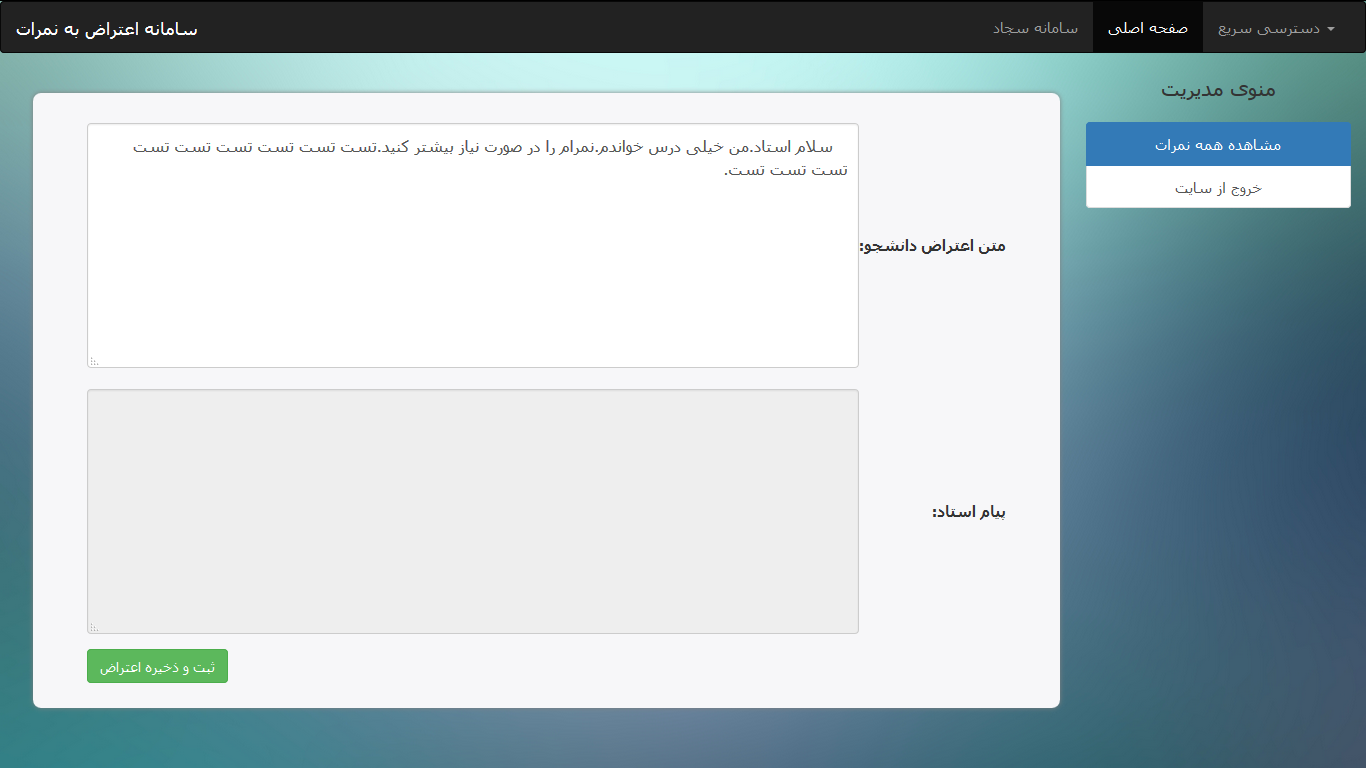 دسترسی سریع
صفحه اصلی
سامانه سجاد
سامانه اعتراض به نمرات
منوی مدیریت
مشاهده همه نمرات
خروج از سایت
متن اعتراض دانشجو:
سلام استاد.من خیلی درس خواندم.نمرام را در صورت نیاز بیشتر کنید.تست تست تست تست تست تست
تست تست تست.
پیام استاد:
ثبت و ذخیره اعتراض